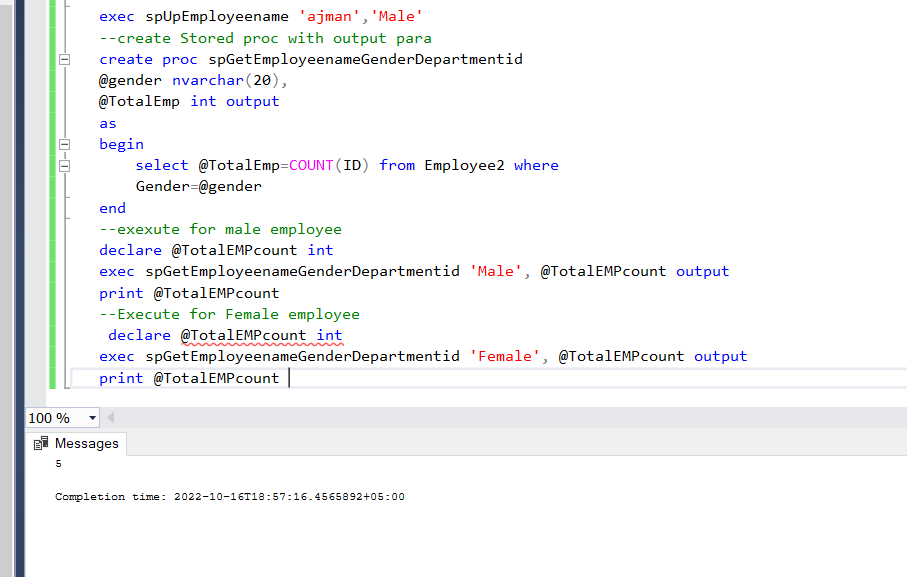 exec spUpEmployeename 'ajman','Male'
--create Stored proc with output para
create proc spGetEmployeenameGenderDepartmentid
@gender nvarchar(20),
@TotalEmp int output
as
begin
select @TotalEmp=COUNT(ID) from Employee2 where
Gender=@gender
end
--exexute for male employee
declare @TotalEMPcount int
exec spGetEmployeenameGenderDepartmentid 'Male', @TotalEMPcount output
print @TotalEMPcount
--Execute for Female employee
declare @TotalEMPcount int
exec spGetEmployeenameGenderDepartmentid 'Female', @TotalEMPcount output
print @TotalEMPcount
100 %
Messages
5
Completion time: 2022-10-16T18:57:16.4565892+05:00